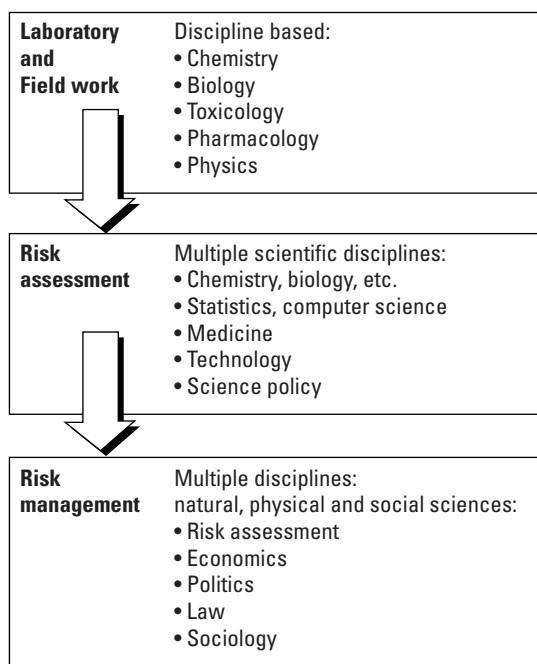 Laboratory
and
Field work
Discipline based:
• Chemistry
• Biology
• Toxicology
• Pharmacology
• Physics
Risk
assessment
Multiple scientific disciplines:
• Chemistry, biology, etc.
• Statistics, computer science
• Medicine
• Technology
• Science policy
Risk
management
Multiple disciplines:
natural, physical and social sciences:
• Risk assessment
• Economics
• Politics
• Law
• Sociology